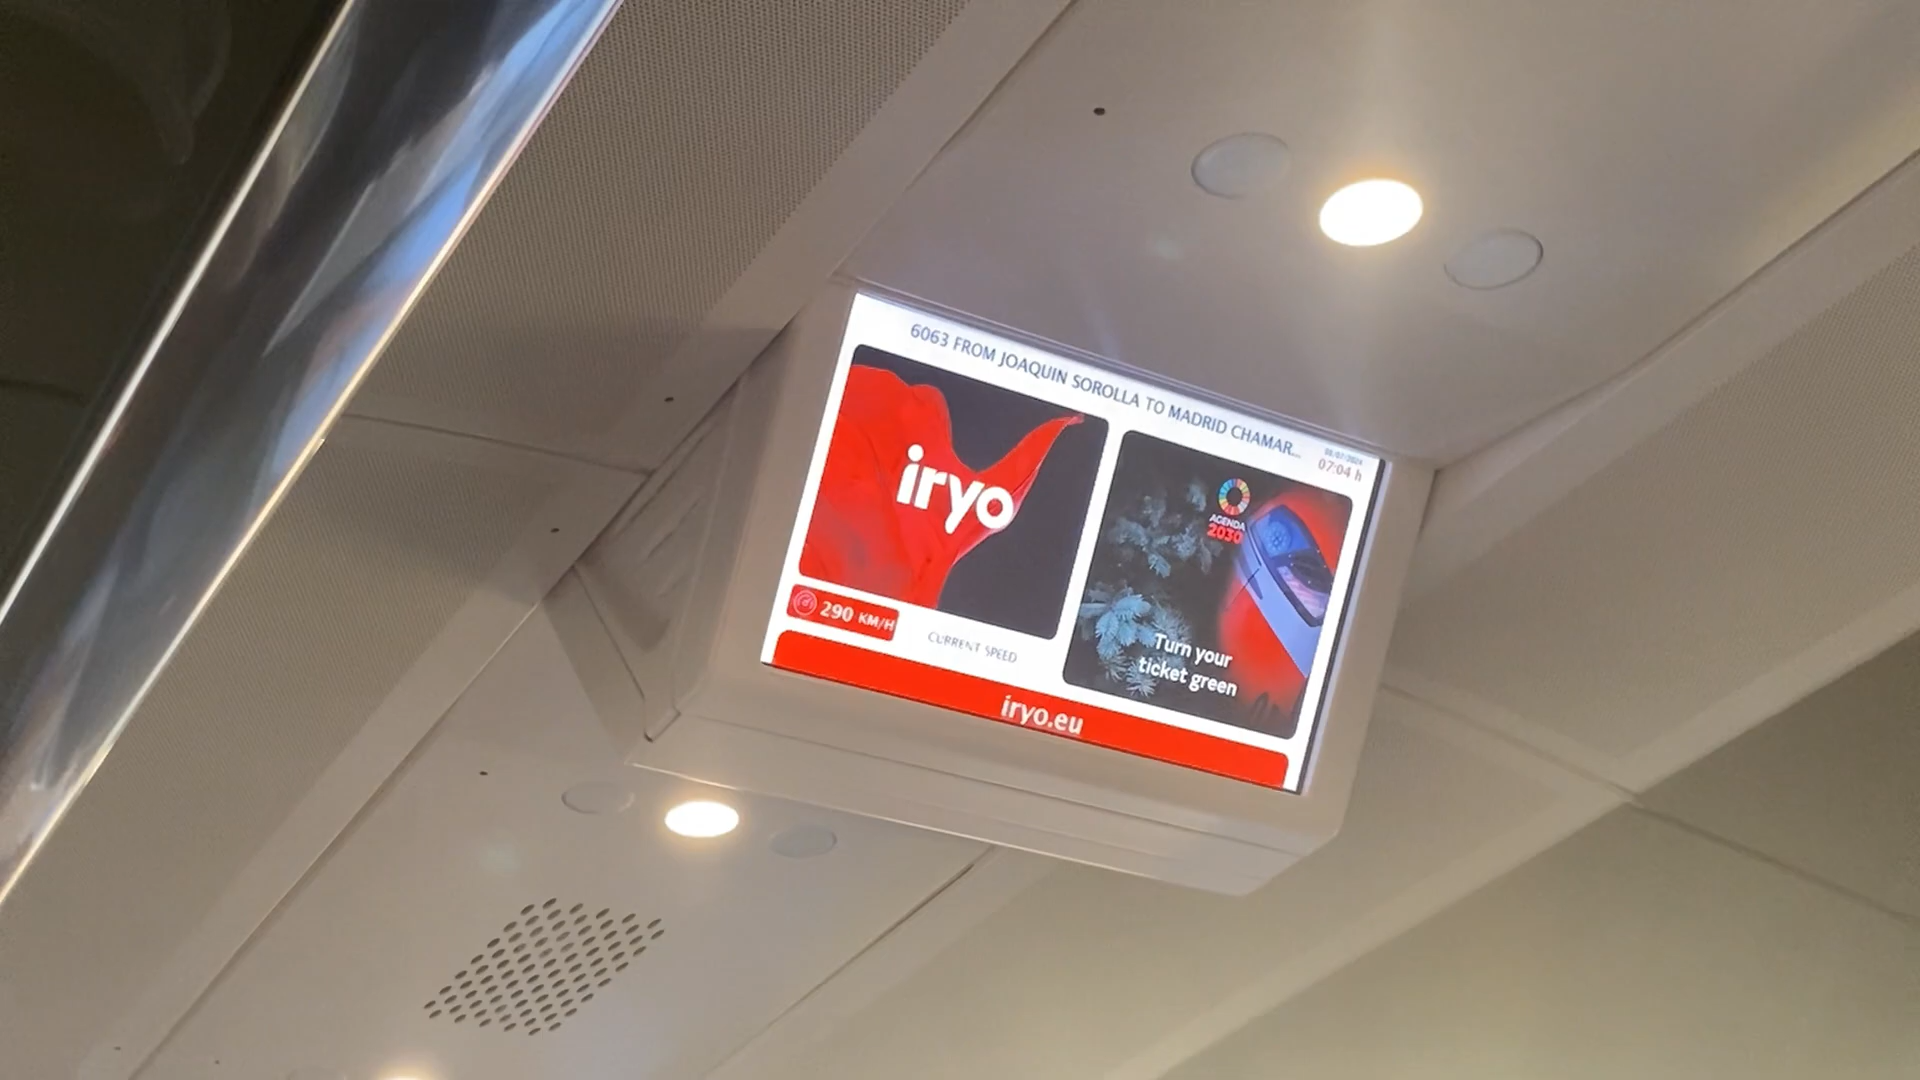 6063 FROM JOAQUIN SOROLLA TO MADRID CHAMAR...
07:04 h
iryo
AGENDA
2030
Turn your
ticket green
290 KM/H
CURRENT SPEED
iryo.eu